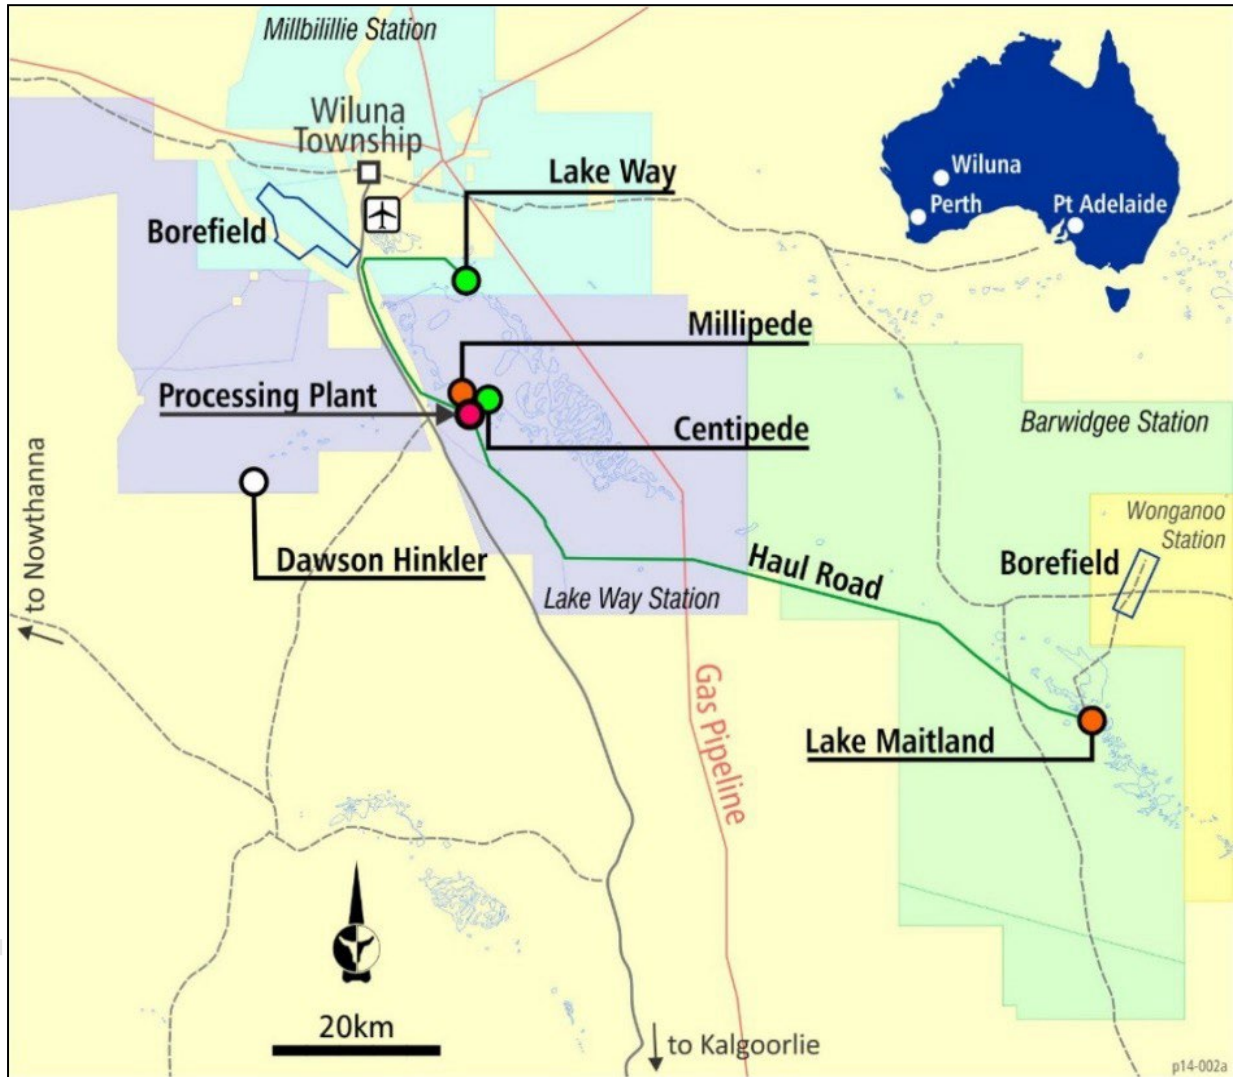 Millbilillie Station
Wiluna
Township
Lake Way
Borefield
Wiluna
Perth
Pt Adelaide
Millipede
Processing Plant
Centipede
Barwidgee Station
to Nowthanna
Wonganoo
Station
Dawson Hinkler
Haul Road
Borefield
Lake Way Station
Gas Pipeline
Lake Maitland
20km
to Kalgoorlie
p14-002a